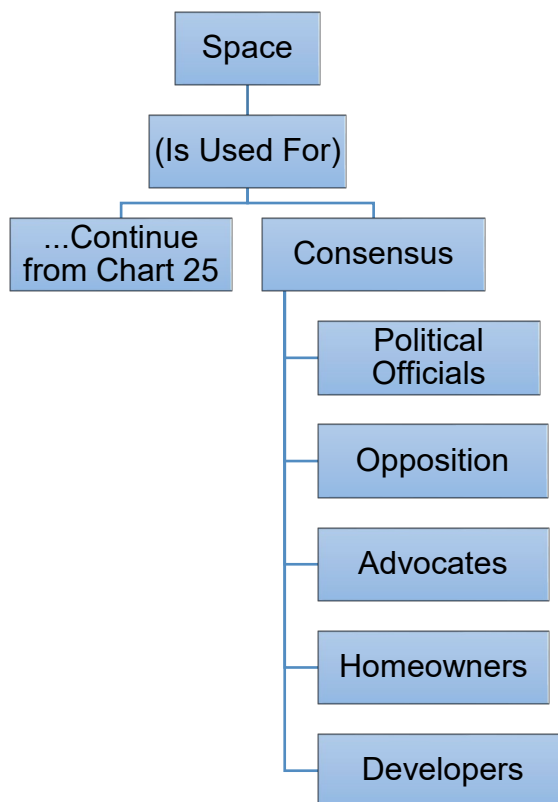 Space
(Is Used For)
...Continue
from Chart 25
Consensus
Political
Officials
Opposition
Advocates
Homeowners
Developers